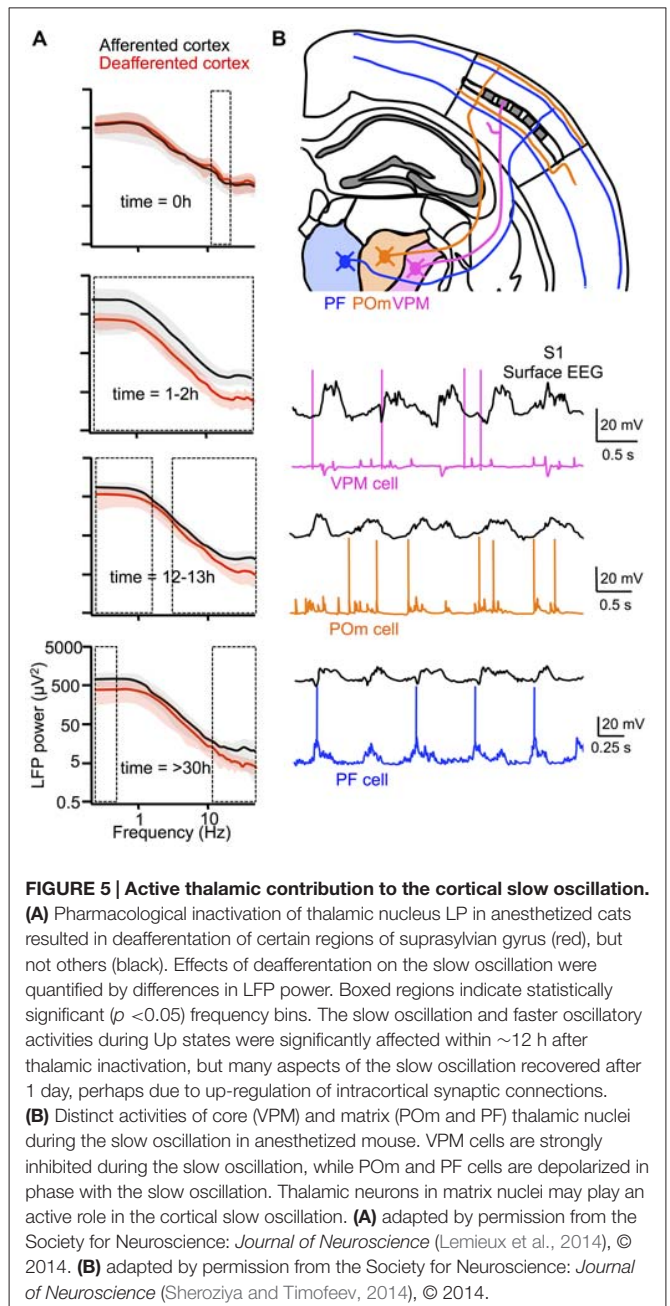 A
Afferented cortex
Deafferented cortex
time = 0h
time = 1-2h
time = 12-13h
5000
500
50
5
0.5
LFP power (µV²)
time = >30h
1
10
Frequency (Hz)
B
PF POm VPM
S1
Surface EEG
20 mV
0.5 s
VPM cell
20 mV
0.5 s
POm cell
20 mV
0.25 s
PF cell
FIGURE 5 | Active thalamic contribution to the cortical slow oscillation.
(A) Pharmacological inactivation of thalamic nucleus LP in anesthetized cats
resulted in deafferentation of certain regions of suprasylvian gyrus (red), but
not others (black). Effects of deafferentation on the slow oscillation were
quantified by differences in LFP power. Boxed regions indicate statistically
significant (p <0.05) frequency bins. The slow oscillation and faster oscillatory
activities during Up states were significantly affected within ~12 h after
thalamic inactivation, but many aspects of the slow oscillation recovered after
1 day, perhaps due to up-regulation of intracortical synaptic connections.
(B) Distinct activities of core (VPM) and matrix (POm and PF) thalamic nuclei
during the slow oscillation in anesthetized mouse. VPM cells are strongly
inhibited during the slow oscillation, while POm and PF cells are depolarized in
phase with the slow oscillation. Thalamic neurons in matrix nuclei may play an
active role in the cortical slow oscillation. (A) adapted by permission from the
Society for Neuroscience: Journal of Neuroscience (Lemieux et al., 2014), ©
2014. (B) adapted by permission from the Society for Neuroscience: Journal
of Neuroscience (Sheroziya and Timofeev, 2014), © 2014.